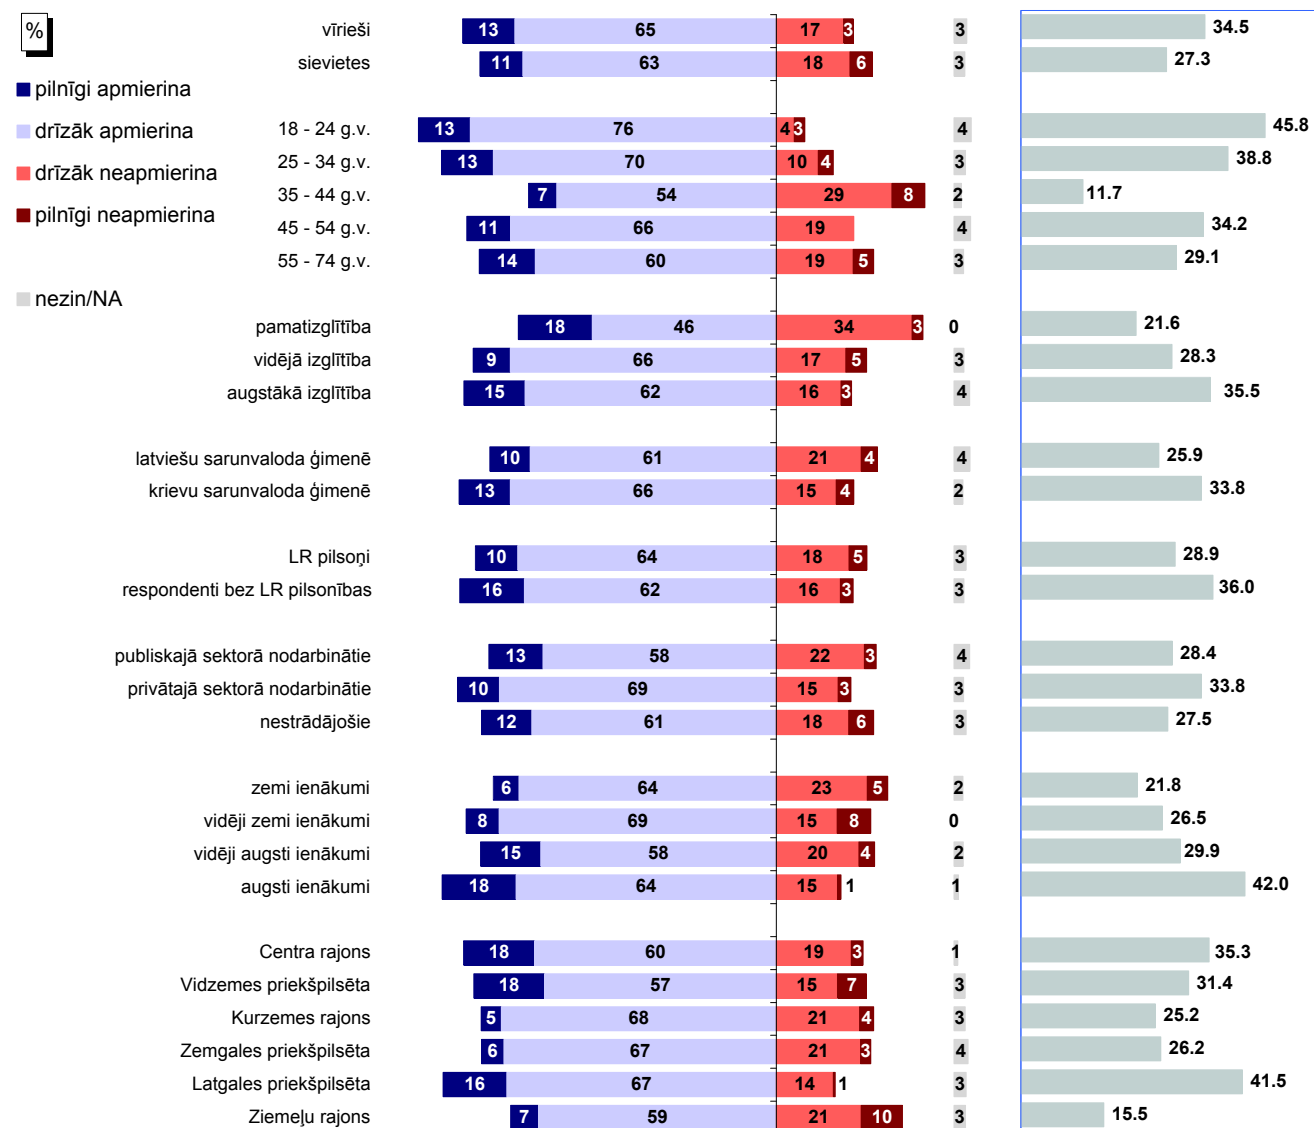 %
pilnīgi apmierina
drīzāk apmierina
drīzāk neapmierina
pilnīgi neapmierina
nezin/NA
vīrieši 13 65 17 3 3 34.5
sievietes 11 63 18 6 3 27.3
18 - 24 g.v. 13 76 4 3 4 45.8
25 - 34 g.v. 13 70 10 4 3 38.8
35 - 44 g.v. 7 54 29 8 2 11.7
45 - 54 g.v. 11 66 19 4 34.2
55 - 74 g.v. 14 60 19 5 3 29.1
pamatizglītība 18 46 34 3 0 21.6
vidējā izglītība 9 66 17 5 3 28.3
augstākā izglītība 15 62 16 3 4 35.5
latviešu sarunvaloda ģimenē 10 61 21 4 4 25.9
krievu sarunvaloda ģimenē 13 66 15 4 2 33.8
LR pilsoņi 10 64 18 5 3 28.9
respondenti bez LR pilsonības 16 62 16 3 3 36.0
publiskajā sektorā nodarbinātie 13 58 22 3 4 28.4
privātajā sektorā nodarbinātie 10 69 15 3 3 33.8
nestrādājošie 12 61 18 6 3 27.5
zemi ienākumi 6 64 23 5 2 21.8
vidēji zemi ienākumi 8 69 15 8 0 26.5
vidēji augsti ienākumi 15 58 20 4 2 29.9
augsti ienākumi 18 64 15 1 1 42.0
Centra rajons 18 60 19 3 1 35.3
Vidzemes priekšpilsēta 18 57 15 7 3 31.4
Kurzemes rajons 5 68 21 4 3 25.2
Zemgales priekšpilsēta 6 67 21 3 4 26.2
Latgales priekšpilsēta 16 67 14 1 3 41.5
Ziemeļu rajons 7 59 21 10 3 15.5